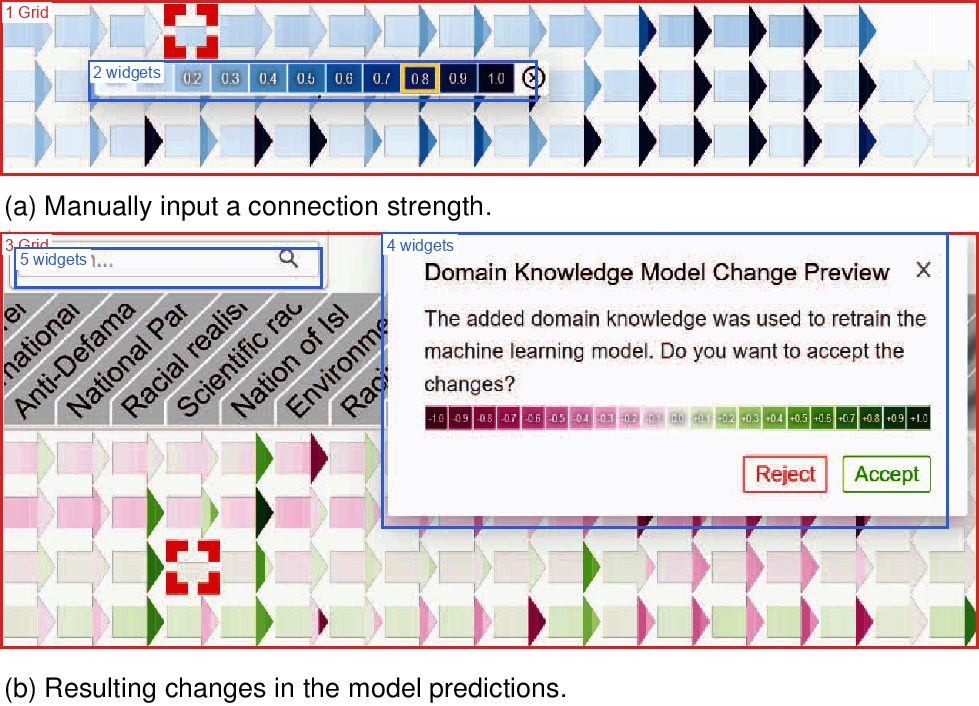 1 Grid
2 widgets
0.2 0.3 0.4 0.5 0.6 0.7 0.8 0.9 1.0
(a) Manually input a connection strength.
3 Grid
5 widgets
4 widgets
Domain Knowledge Model Change Preview
The added domain knowledge was used to retrain the
machine learning model. Do you want to accept the
changes?
-1.0 -0.9 -0.8 -0.7 -0.6 -0.5 -0.4 -0.3 -0.2 -0.1 0.0 +0.1 +0.2 +0.3 +0.4 +0.5 +0.6 +0.7 +0.8 +0.9 +1.0
Reject Accept
national
Anti-Defama
National Par
Racial realisi
Scientific rac
Nation of Isl
Environme
(b) Resulting changes in the model predictions.